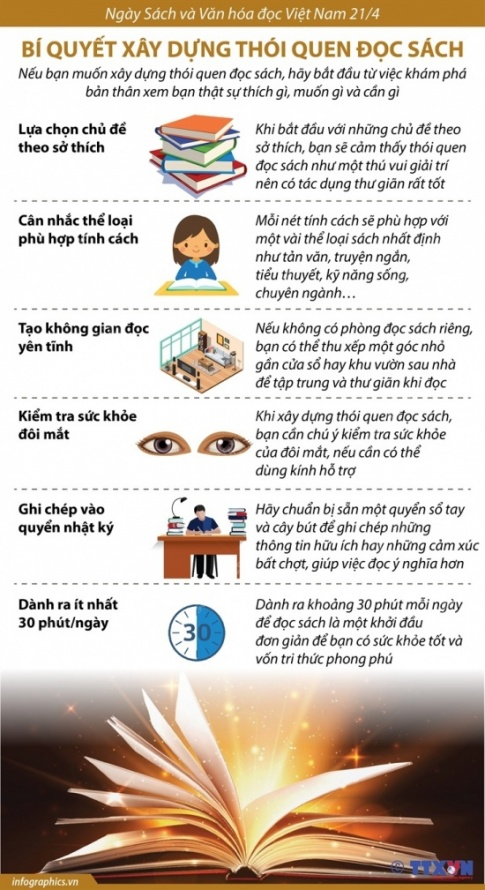 Ngày Sách và Văn hóa đọc Việt Nam 21/4
BÍ QUYẾT XÂY DỰNG THÓI QUEN ĐỌC SÁCH
Nếu bạn muốn xây dựng thói quen đọc sách, hãy bắt đầu từ việc khám phá
bản thân xem bạn thật sự thích gì, muốn gì và cần gì
Lựa chọn chủ đề
theo sở thích
Khi bắt đầu với những chủ đề theo
sở thích, bạn sẽ cảm thấy thói quen
đọc sách như một thú vui giải trí
nên có tác dụng thư giãn rất tốt
Cân nhắc thể loại
phù hợp tính cách
Mỗi nét tính cách sẽ phù hợp với
một vài thể loại sách nhất định
như tản văn, truyện ngắn,
tiểu thuyết, kỹ năng sống,
chuyên ngành...
Tạo không gian đọc
yên tĩnh
Nếu không có phòng đọc sách riêng,
bạn có thể thu xếp một góc nhỏ
gần cửa sổ hay khu vườn sau nhà
để tập trung và thư giãn khi đọc
Kiểm tra sức khỏe
đôi mắt
Khi xây dựng thói quen đọc sách,
bạn cần chú ý kiểm tra sức khỏe
của đôi mắt, nếu cần có thể
dùng kính hỗ trợ
Ghi chép vào
quyển nhật ký
Hãy chuẩn bị sẵn một quyển sổ tay
và cây bút để ghi chép những
thông tin hữu ích hay những cảm xúc
bất chợt, giúp việc đọc ý nghĩa hơn
Dành ra ít nhất
30 phút/ngày
30
Dành ra khoảng 30 phút mỗi ngày
để đọc sách là một khởi đầu
đơn giản để bạn có sức khỏe tốt và
vốn tri thức phong phú
© TTXVN
infographics.vn